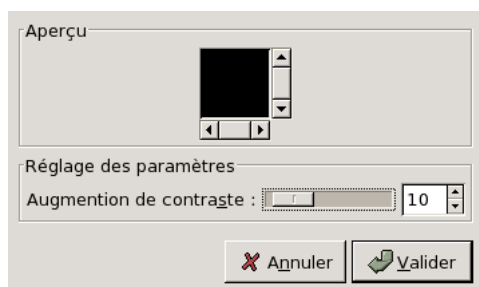 Aperçu
Réglage des paramètres
Augmention de contraste : 10
Annuler Valider